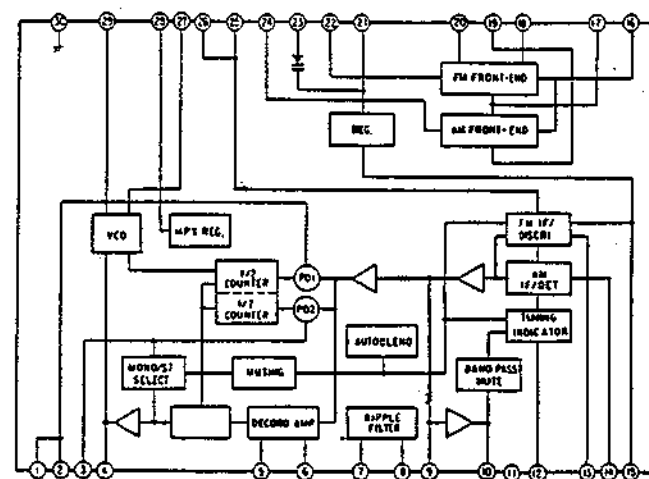 30 29 28 27 26 25 24 23 22 21 20 19 18 17 16
FM FRONT-END
AM FRONT-END
REG.
VCO
MPX REG.
FM IF/
DISCRI
F/2
COUNTER
PD1
AM
IF/DET
F/2
COUNTER
PD2
TUNING
INDICATOR
AUTOBLEND
MONO/ST
SELECT
MUTING
BAND PASS
MUTE
DECORD AMP
RIPPLE
FILTER
1 2 3 4 5 6 7 8 9 10 11 12 13 14 15